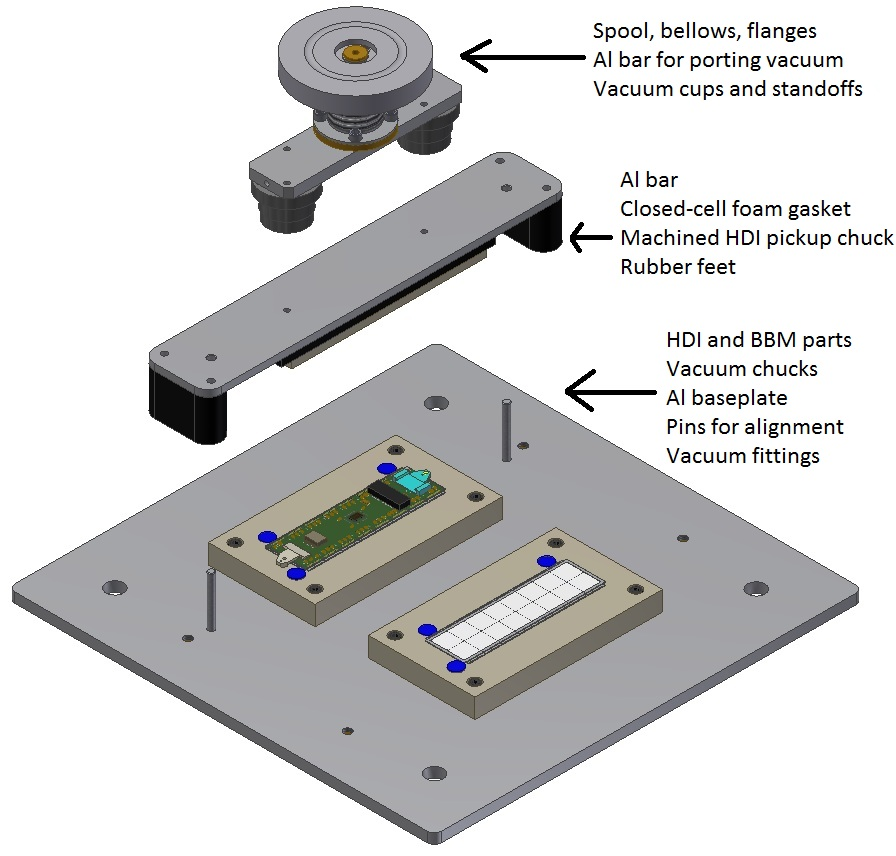 Spool, bellows, flanges
Al bar for porting vacuum
Vacuum cups and standoffs
Al bar
Closed-cell foam gasket
Machined HDI pickup chuck
Rubber feet
HDI and BBM parts
Vacuum chucks
Al baseplate
Pins for alignment
Vacuum fittings